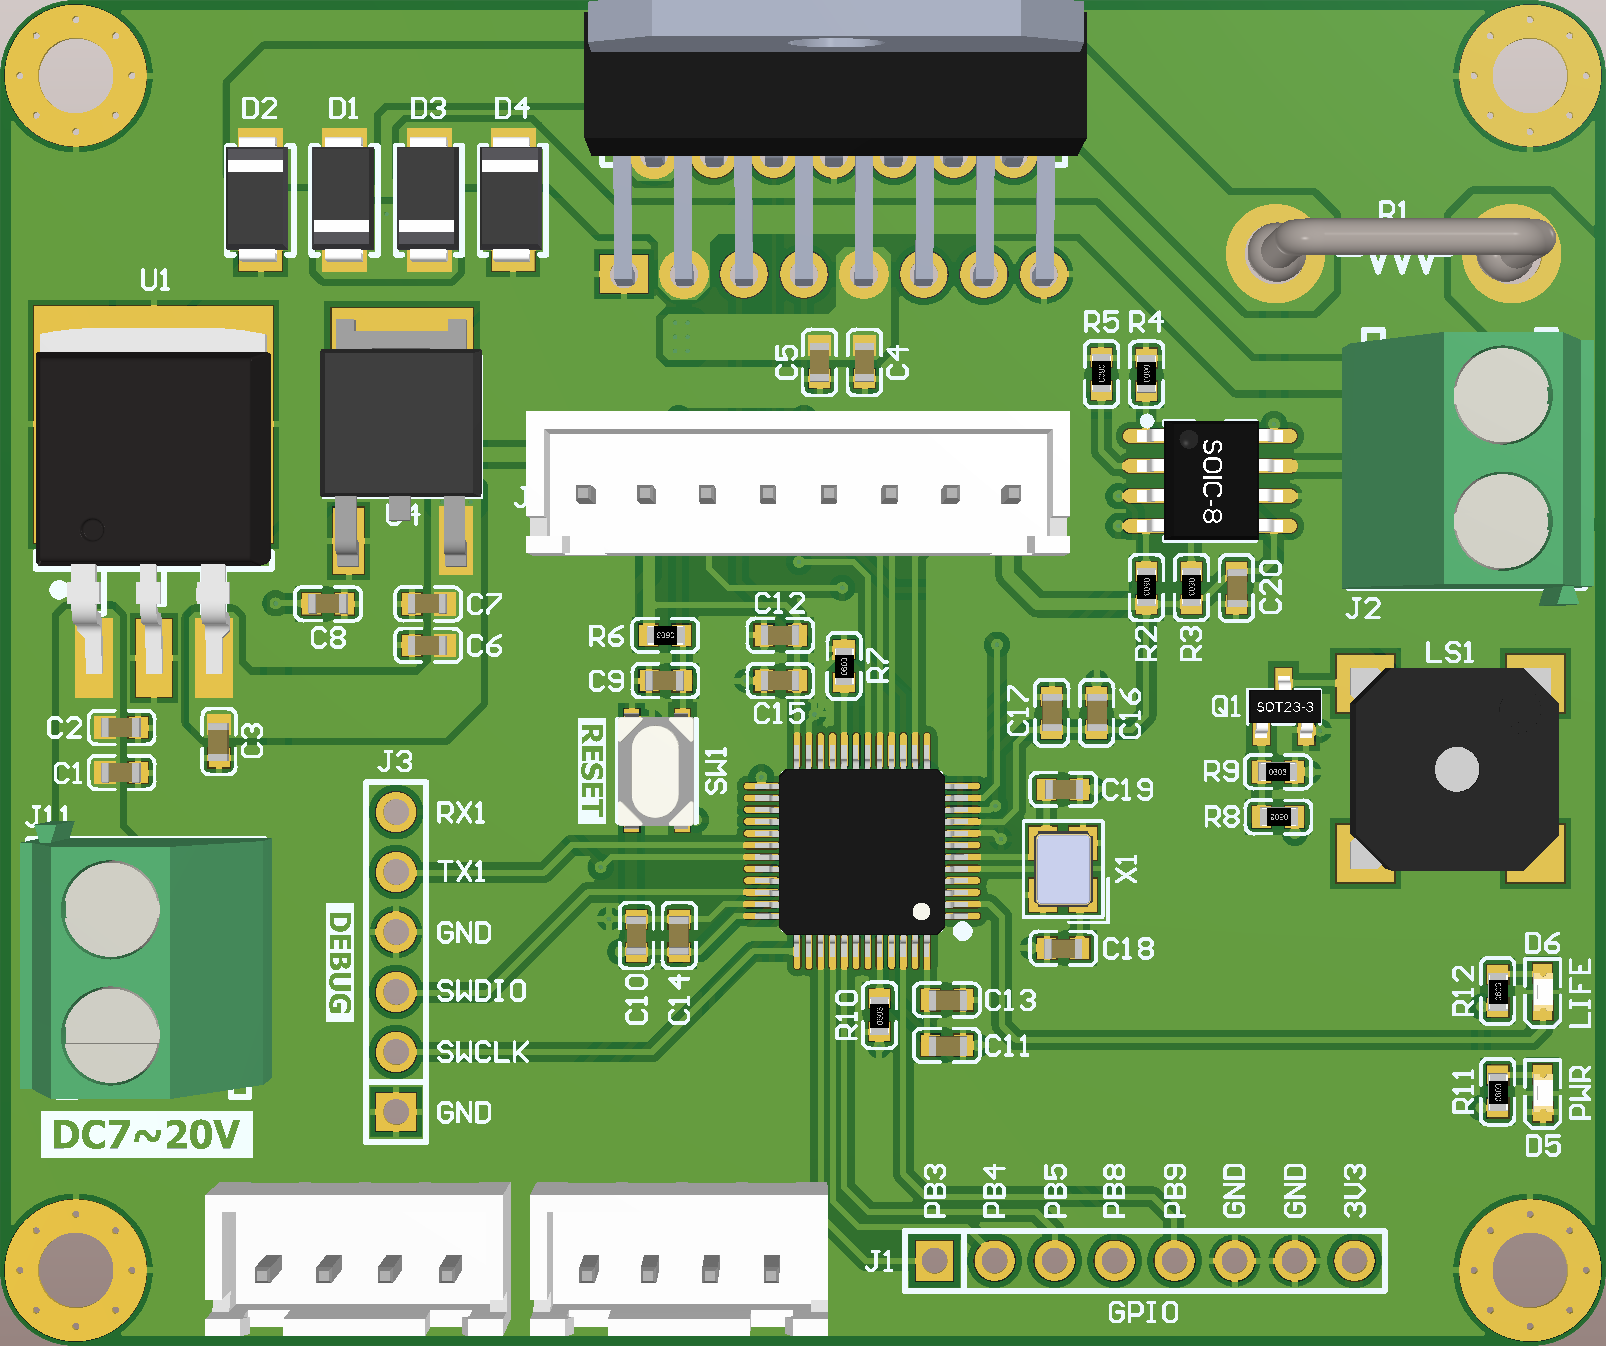 D2 D1 D3 D4
R1
U1
R5 R4
C5 C4
SOIC-8
J2
C8 C7
C6
R6 C12
C9 C15 R7
R2 R3 C20
LS1
Q1 SOT23-3
C17 C16
C2
C1 C3
RESET SW1
R9 0603
R8
C19
J3
J11
RX1
TX1
GND
SWDIO
SWCLK
GND
DEBUG
X1
C18
C10 C14
R10 C13
C11
D6
R12 LIFE
R11 PWR
D5
DC7~20V
PB3 PB4 PB5 PB8 PB9 GND GND 3V3
J1
GPIO